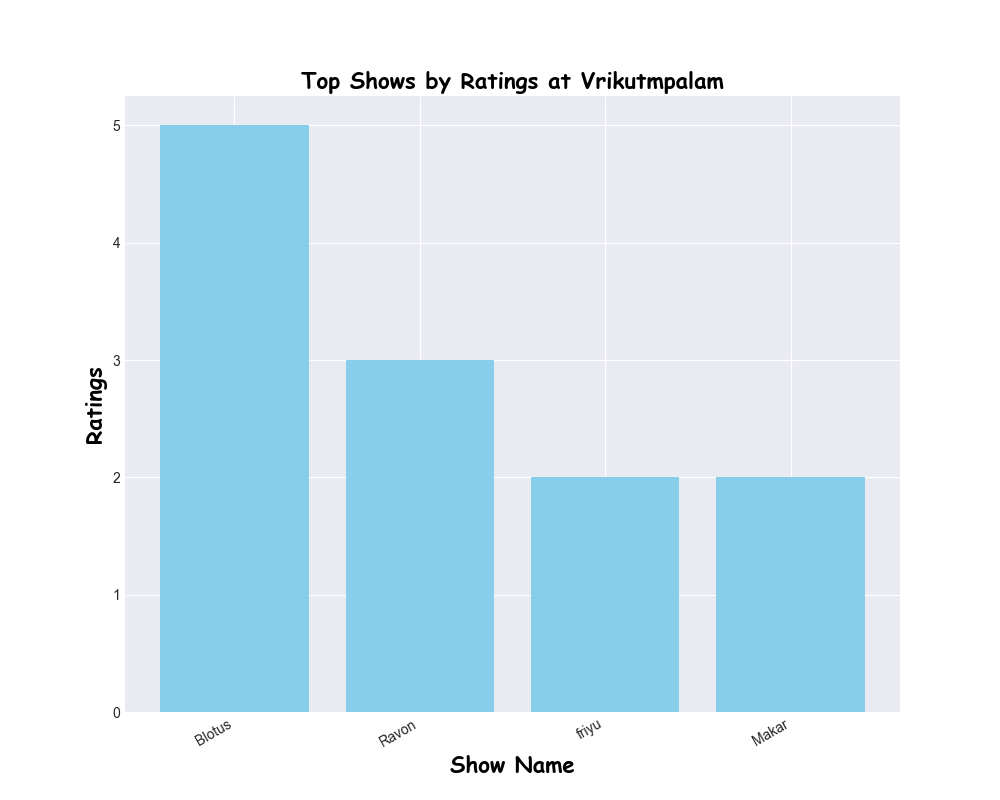 Top Shows by Ratings at Vrikutmpalam
5
4
3
2
1
0
Ratings
Blotus
Ravon
friyu
Makar
Show Name